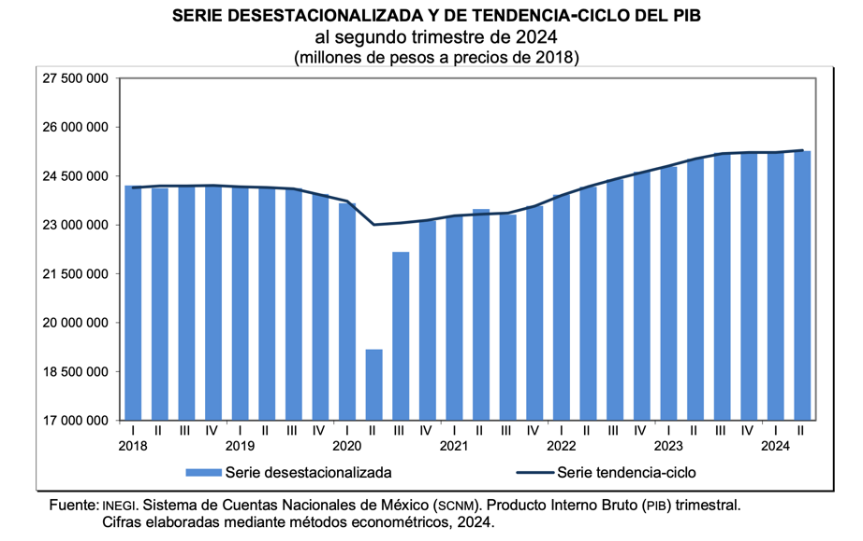 SERIE DESESTACIONALIZADA Y DE TENDENCIA-CICLO DEL PIB
al segundo trimestre de 2024
(millones de pesos a precios de 2018)
27 500 000
26 000 000
24 500 000
23 000 000
21 500 000
20 000 000
18 500 000
17 000 000
I II III IV I II III IV I II III IV I II III IV I II III IV I II III IV I II
2018 2019 2020 2021 2022 2023 2024
Serie desestacionalizada Serie tendencia-ciclo
Fuente: INEGI. Sistema de Cuentas Nacionales de México (SCNM). Producto Interno Bruto (PIB) trimestral.
Cifras elaboradas mediante métodos econométricos, 2024.